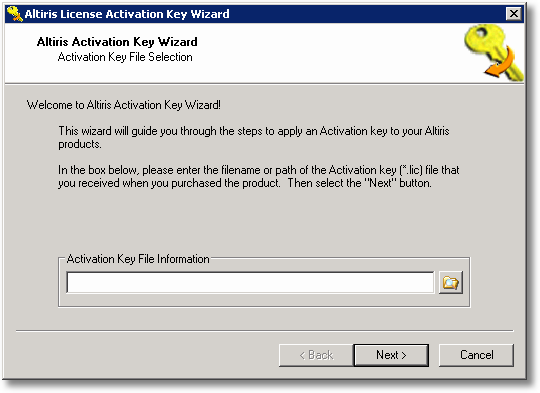 Altiris License Activation Key Wizard
Altiris Activation Key Wizard
Activation Key File Selection
Welcome to Altiris Activation Key Wizard!
This wizard will guide you through the steps to apply an Activation key to your Altiris
products.
In the box below, please enter the filename or path of the Activation key (*.lic) file that
you received when you purchased the product.  Then select the "Next" button.
Activation Key File Information
< Back
Next >
Cancel